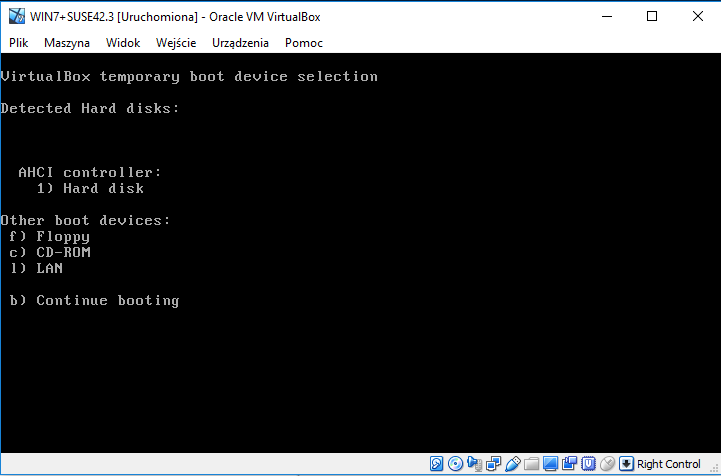 WIN7+SUSE42.3 [Uruchomiona] - Oracle VM VirtualBox
Plik Maszyna Widok Wejście Urządzenia Pomoc
VirtualBox temporary boot device selection
Detected Hard disks:
AHCI controller:
1) Hard disk
Other boot devices:
f) Floppy
c) CD-ROM
l) LAN
b) Continue booting
Right Control